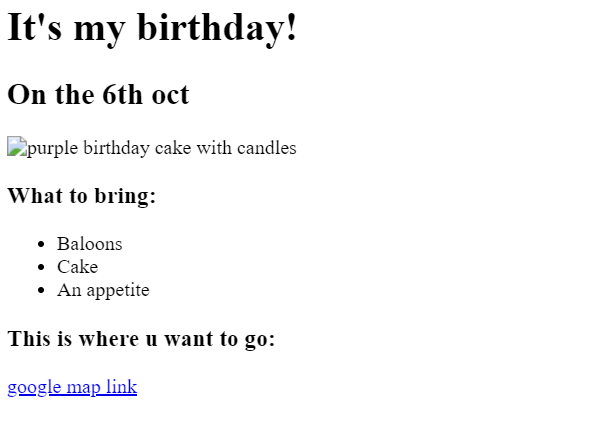 It's my birthday!
On the 6th oct
purple birthday cake with candles
What to bring:
Baloons
Cake
An appetite
This is where u want to go:
google map link